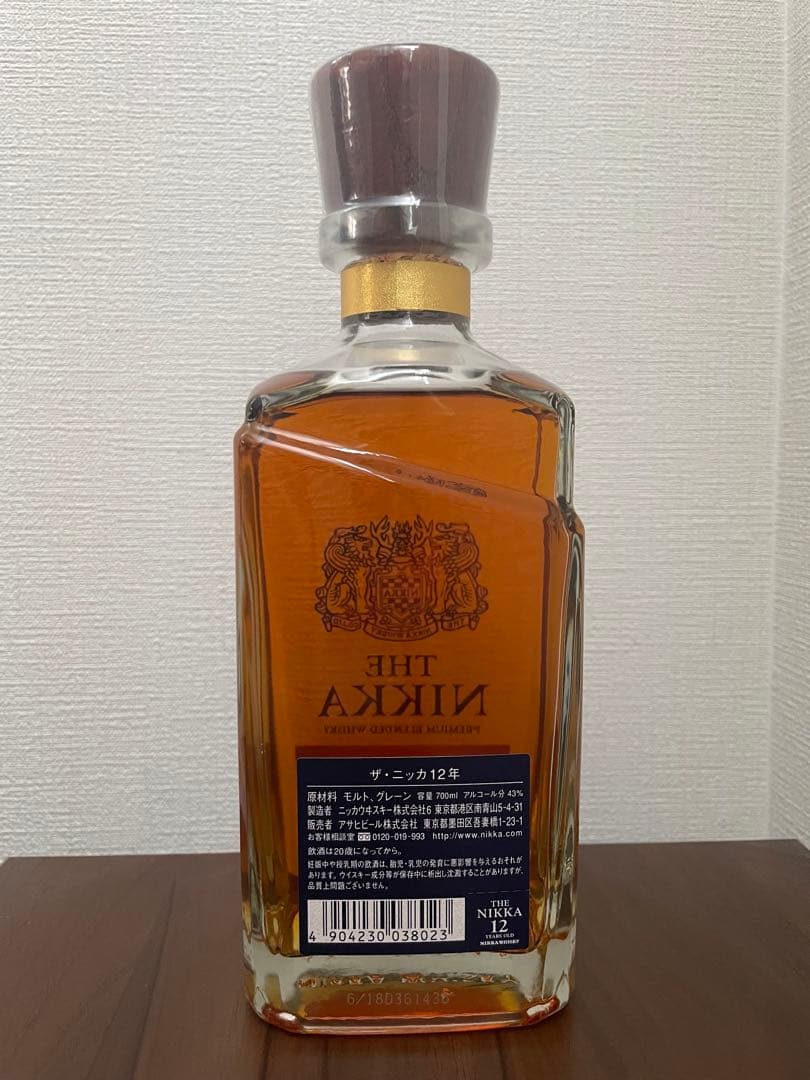 NIKKA
THE
NIKKA
PREMIUM BLENDED WHISKY
ザ・ニッカ12年
原材料 モルト、グレーン 容量 700ml アルコール分 43%
製造者 ニッカウヰスキー株式会社6 東京都港区南青山5-4-31
販売者 アサヒビール株式会社 東京都墨田区吾妻橋1-23-1
お客様相談室 0120-019-993 http://www.nikka.com
飲酒は20歳になってから。
妊娠中や授乳期の飲酒は、胎児・乳児の発育に悪影響を与えるおそれが
あります。ウイスキー成分等が保存中に析出し沈澱することがありますが、
品質上問題ございません。
4 904230 038023
THE
NIKKA
12
YEARS OLD
NIKKA WHISKY
6/18D361436